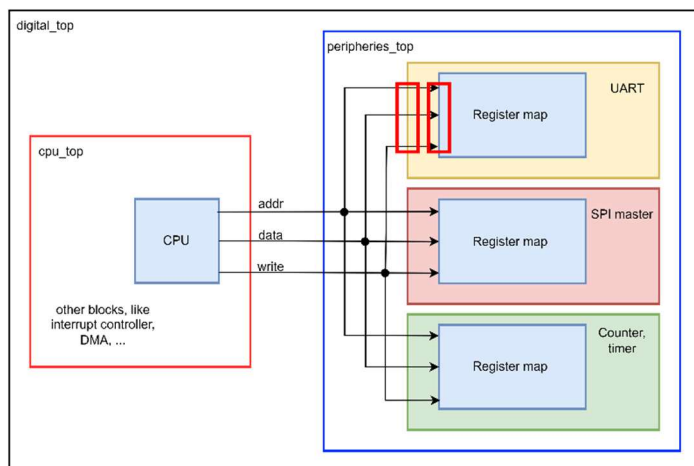 digital_top
peripheries_top
UART
Register map
cpu_top
addr
SPI master
CPU
data
Register map
write
other blocks, like
interrupt controller,
DMA, ...
Counter,
timer
Register map